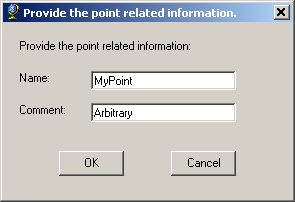 Provide the point related information.
Provide the point related information:
Name: MyPoint
Comment: Arbitrary
OK Cancel